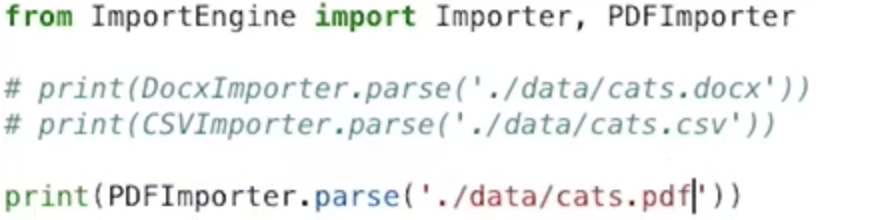 from ImportEngine import Importer, PDFImporter
# print(DocxImporter.parse('./data/cats.docx'))
# print(CSVImporter.parse('./data/cats.csv'))
print(PDFImporter.parse('./data/cats.pdf'))